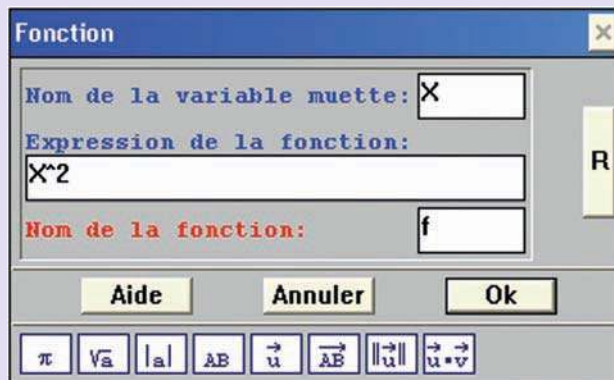 Fonction
Nom de la variable muette: X
Expression de la fonction:
X^2
R
Nom de la fonction: f
Aide Annuler Ok
π √a |a| AB u⃗ AB⃗ ||u⃗|| u⃗·v⃗